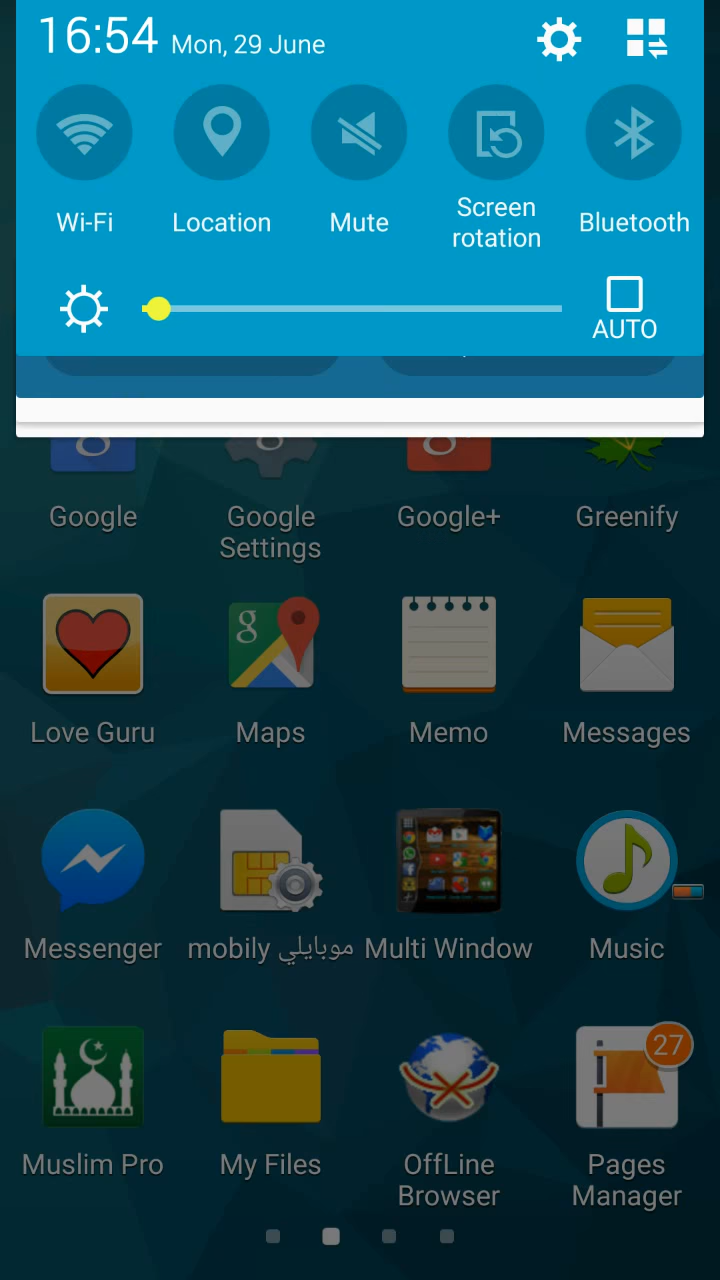 16:54 Mon, 29 June
Wi-Fi
Location
Mute
Screen
rotation
Bluetooth
AUTO
Google
Google
Settings
Google+
Greenify
g
Love Guru
Maps
Memo
Messages
Messenger
mobily موبايلي
Multi Window
Music
27
Muslim Pro
My Files
OffLine
Browser
Pages
Manager